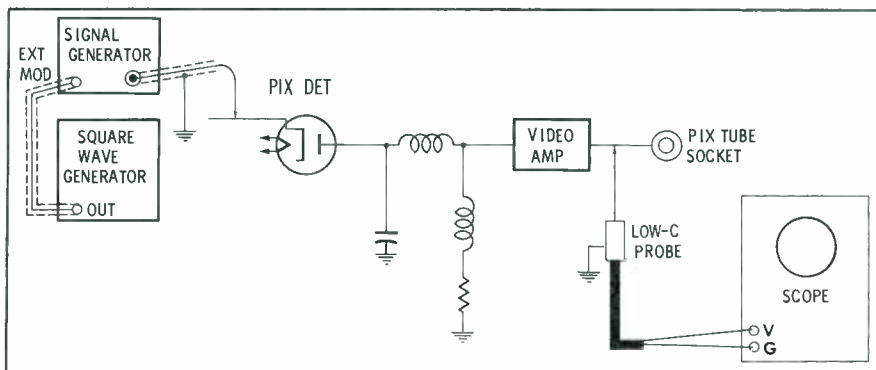 SIGNAL
GENERATOR
EXT
MOD
SQUARE
WAVE
GENERATOR
OUT
PIX DET
VIDEO
AMP
PIX TUBE
SOCKET
LOW-C
PROBE
SCOPE
V
G